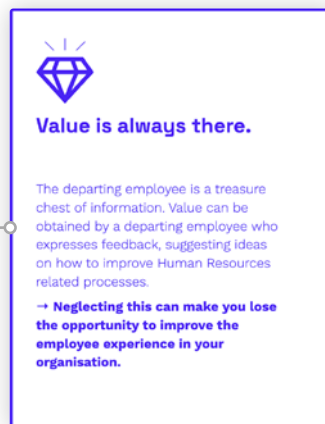 Value is always there.
The departing employee is a treasure
chest of information. Value can be
obtained by a departing employee who
expresses feedback, suggesting ideas
on how to improve Human Resources
related processes.
→ Neglecting this can make you lose
the opportunity to improve the
employee experience in your
organisation.